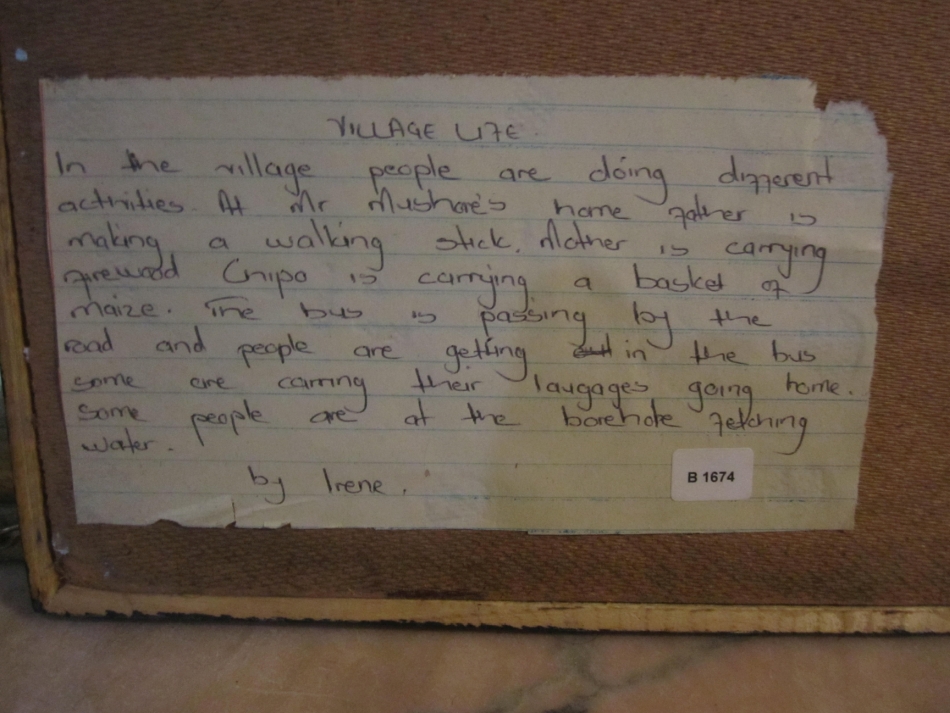 VILLAGE LIFE
In the village people are doing different
activities. At Mr Mushore's home father is
making a walking stick. Mother is carrying
firewood Chipo is carrying a basket of
maize. The bus is passing by the
road and people are getting out in the bus
some are carring their laugages going home.
Some people are at the borehole fetching
water.
by Irene.
B 1674